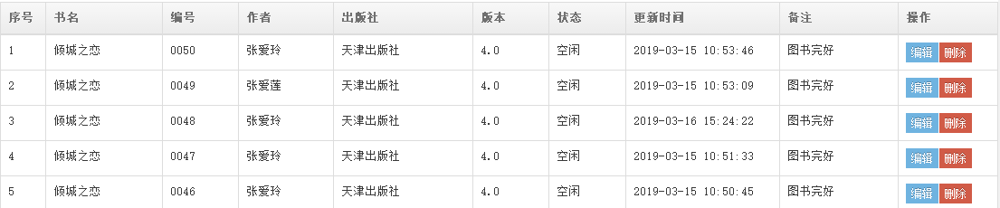 序号 书名 编号 作者 出版社 版本 状态 更新时间 备注 操作
1 倾城之恋 0050 张爱玲 天津出版社 4.0 空闲 2019-03-15 10:53:46 图书完好 编辑 删除
2 倾城之恋 0049 张爱莲 天津出版社 4.0 空闲 2019-03-15 10:53:09 图书完好 编辑 删除
3 倾城之恋 0048 张爱玲 天津出版社 4.0 空闲 2019-03-16 15:24:22 图书完好 编辑 删除
4 倾城之恋 0047 张爱玲 天津出版社 4.0 空闲 2019-03-15 10:51:33 图书完好 编辑 删除
5 倾城之恋 0046 张爱玲 天津出版社 4.0 空闲 2019-03-15 10:50:45 图书完好 编辑 删除